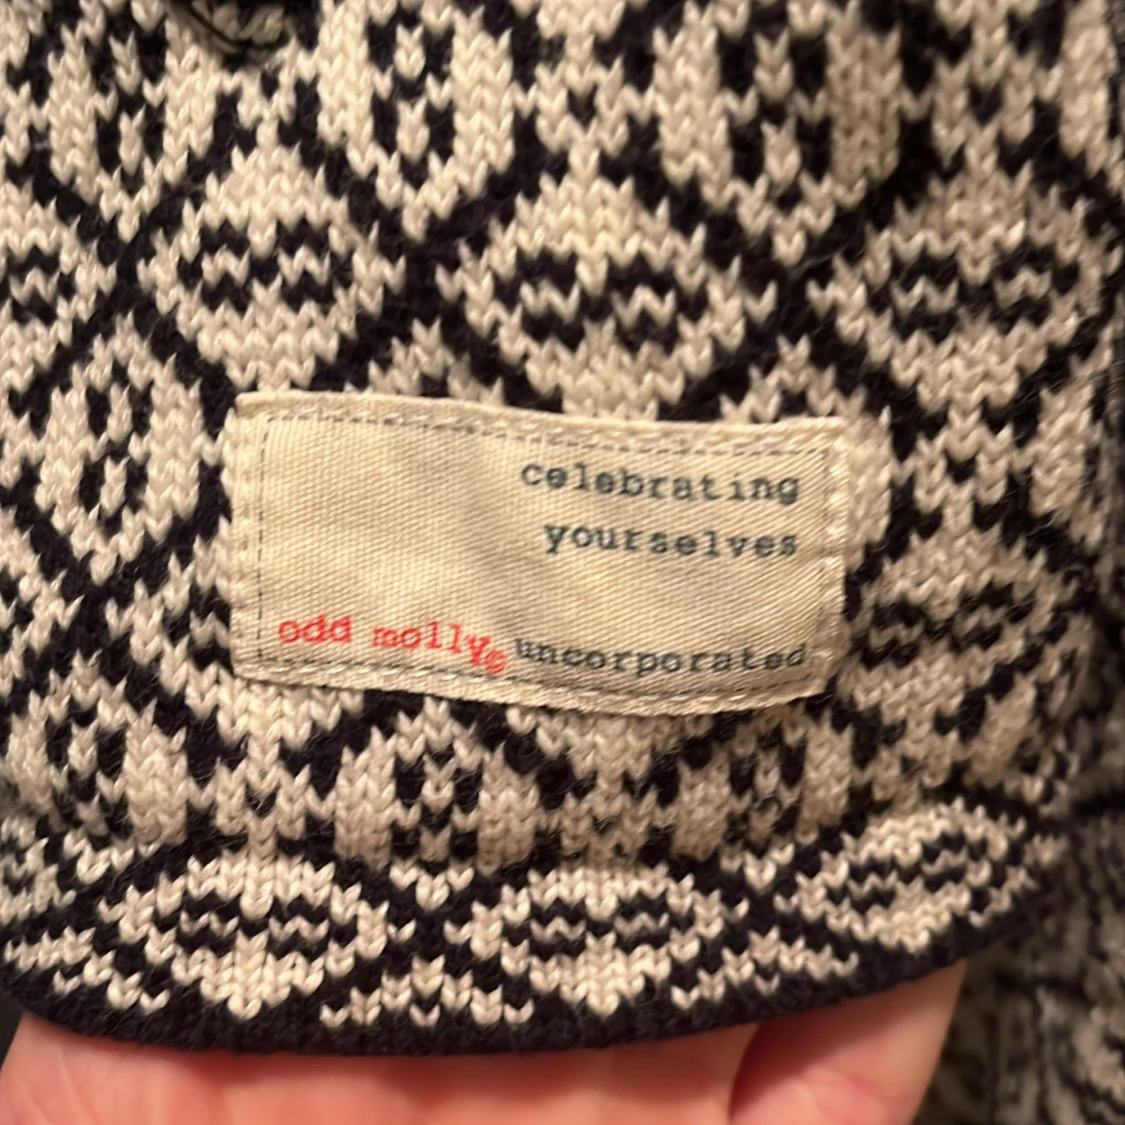 celebrating
yourselves
odd molly© uncorporated